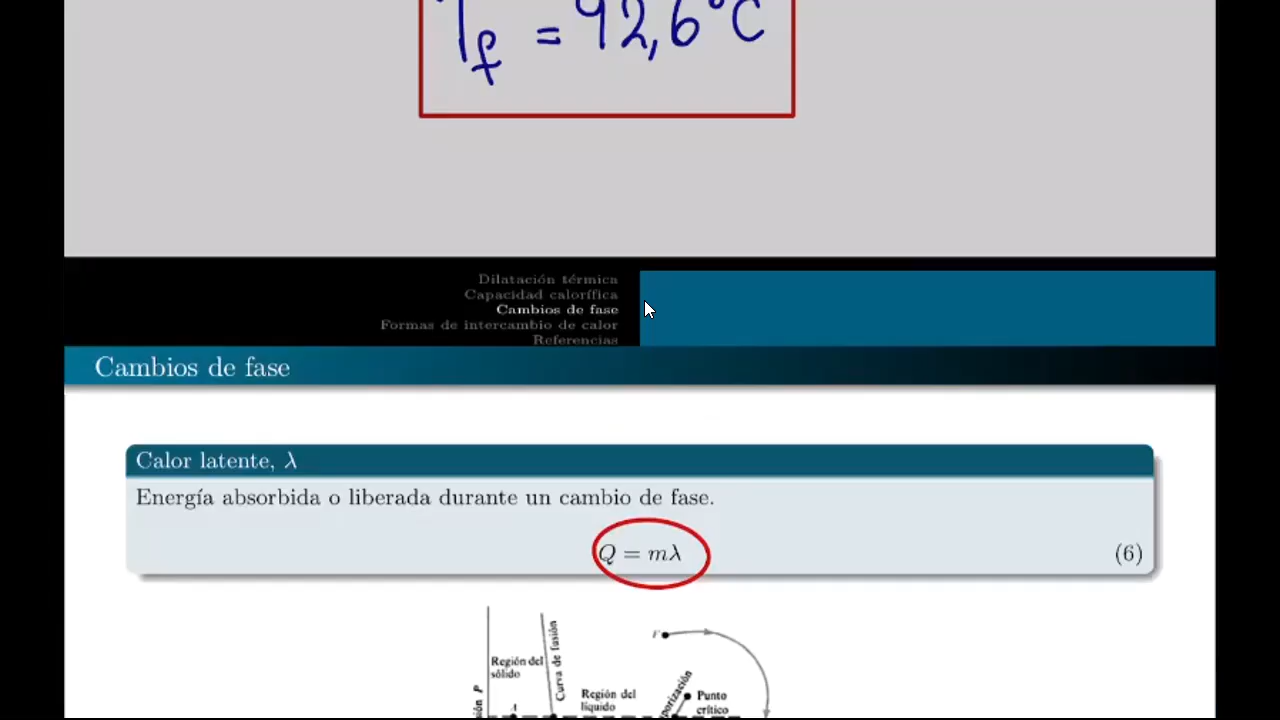 T_f = 92,6°C
Dilatación térmica
Capacidad calorífica
Cambios de fase
Formas de intercambio de calor
Referencias
Cambios de fase
Calor latente, λ
Energía absorbida o liberada durante un cambio de fase.
Q = mλ (6)
Región del
sólido
Curva de fusión
r
Región del
líquido
Punto
crítico
P
A